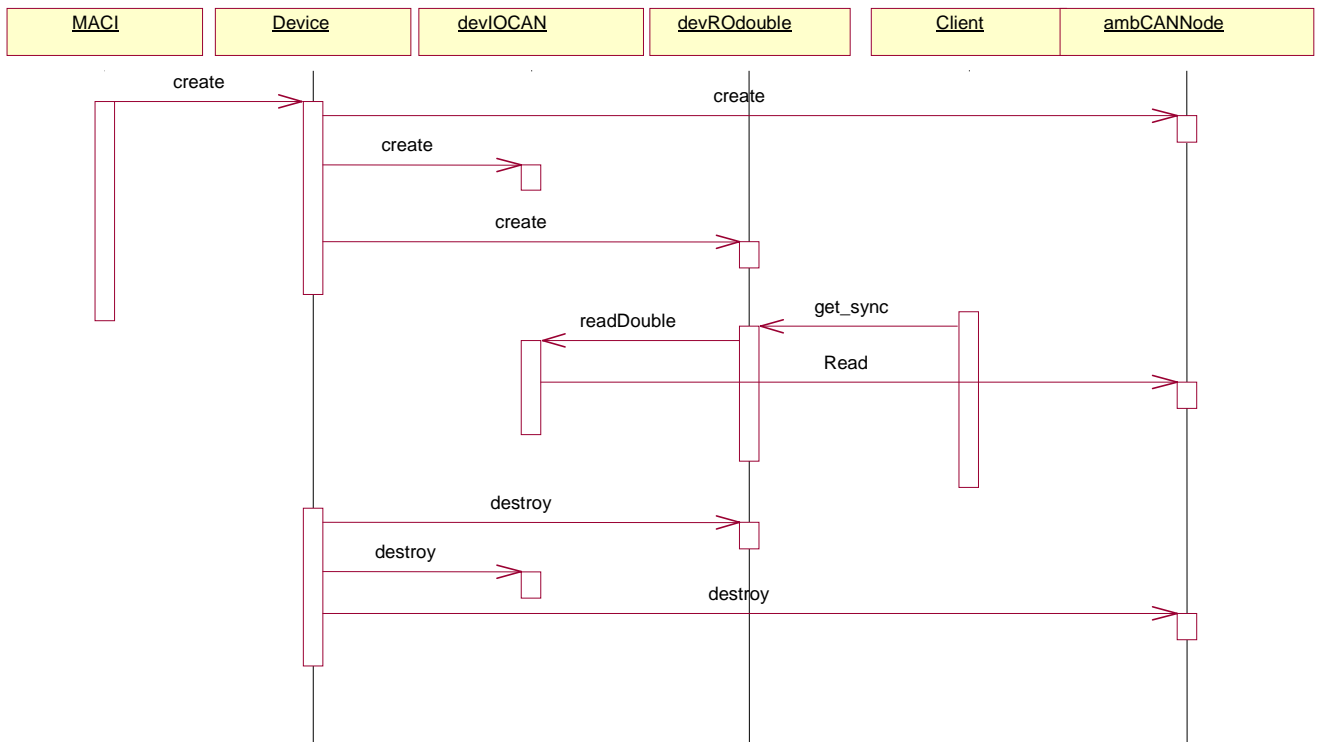 MACI
Device
devIOCAN
devROdouble
Client
ambCANNode
create
create
create
create
get_sync
readDouble
Read
destroy
destroy
destroy